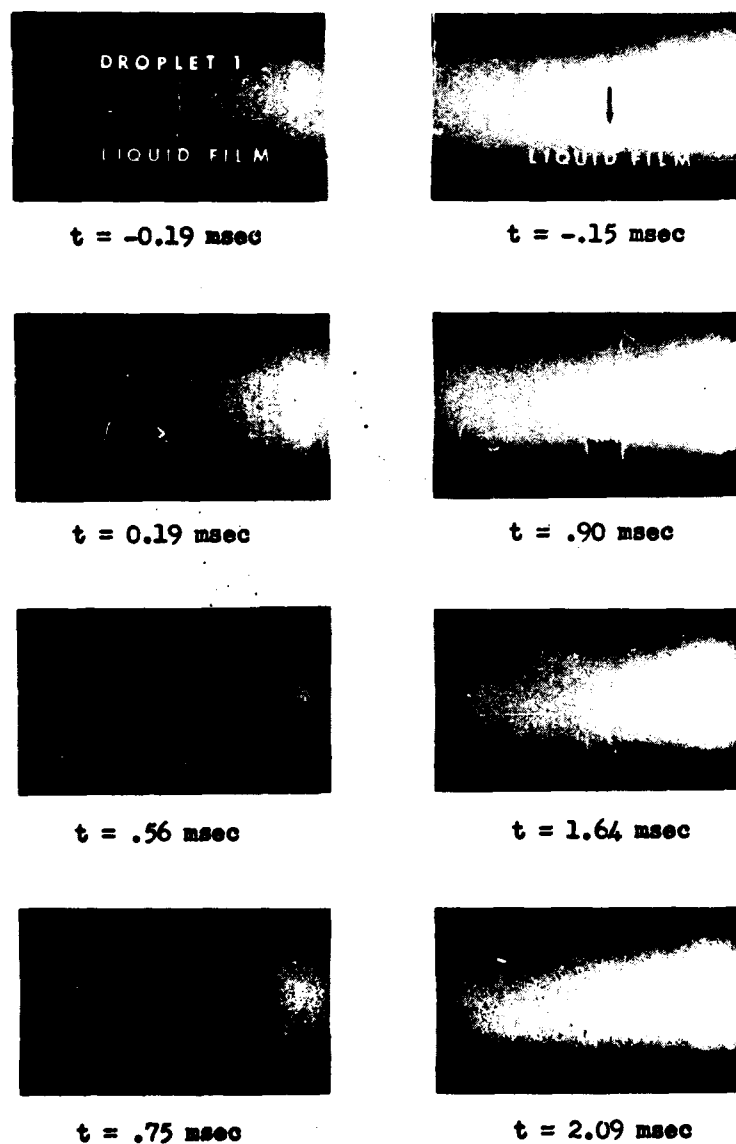 DROPLET 1
LIQUID FILM
LIQUID FILM
t = -0.19 msec
t = -.15 msec
t = 0.19 msec
t = .90 msec
t = .56 msec
t = 1.64 msec
t = .75 msec
t = 2.09 msec